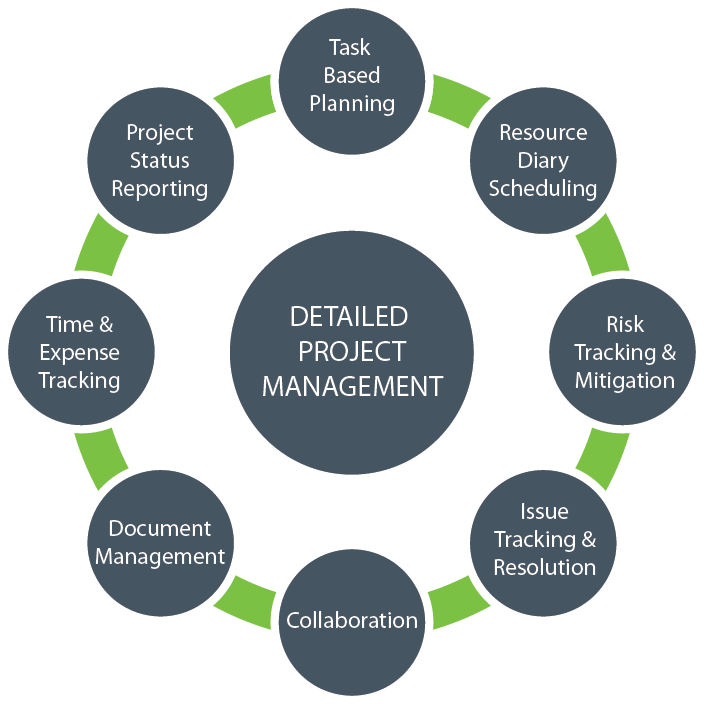 Task
Based
Planning
Resource
Diary
Scheduling
Risk
Tracking &
Mitigation
Issue
Tracking &
Resolution
Collaboration
Document
Management
Time &
Expense
Tracking
Project
Status
Reporting
DETAILED
PROJECT
MANAGEMENT